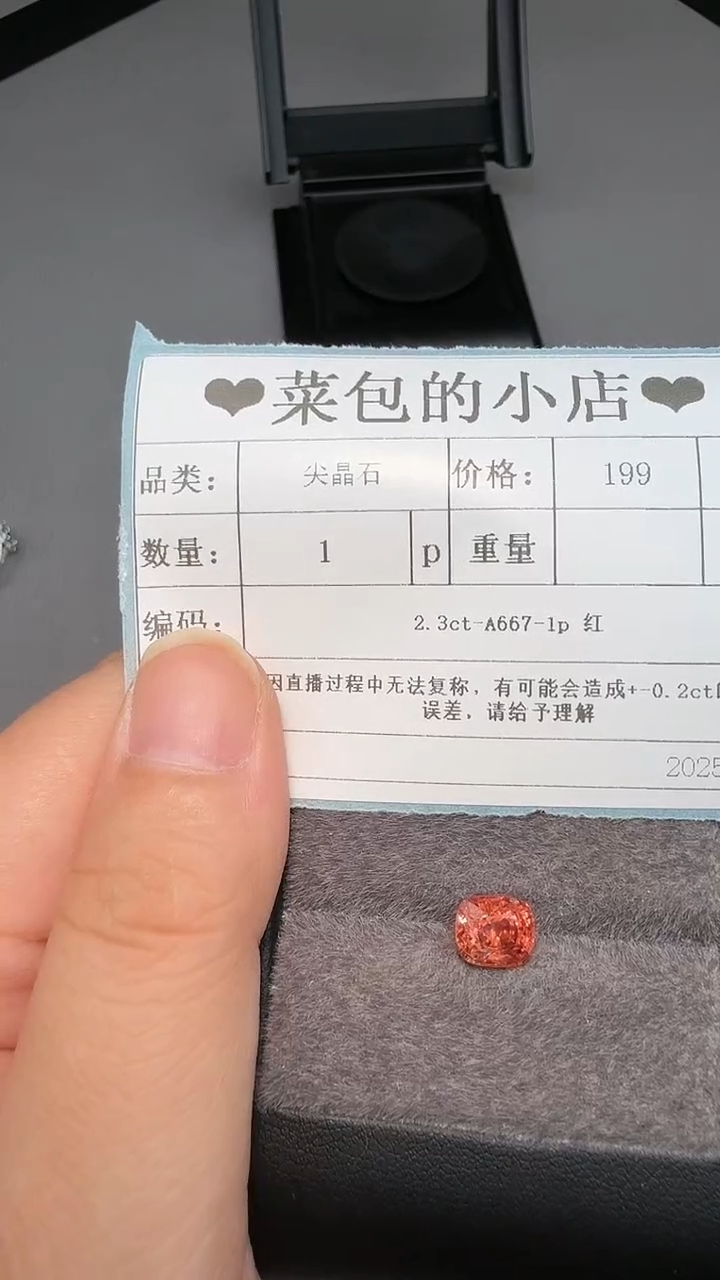 ❤菜包的小店❤
品类： 尖晶石 价格： 199
数量： 1 p 重量
编码： 2.3ct-A667-1p 红
因直播过程中无法复称，有可能会造成+-0.2ct
误差，请给予理解
2025